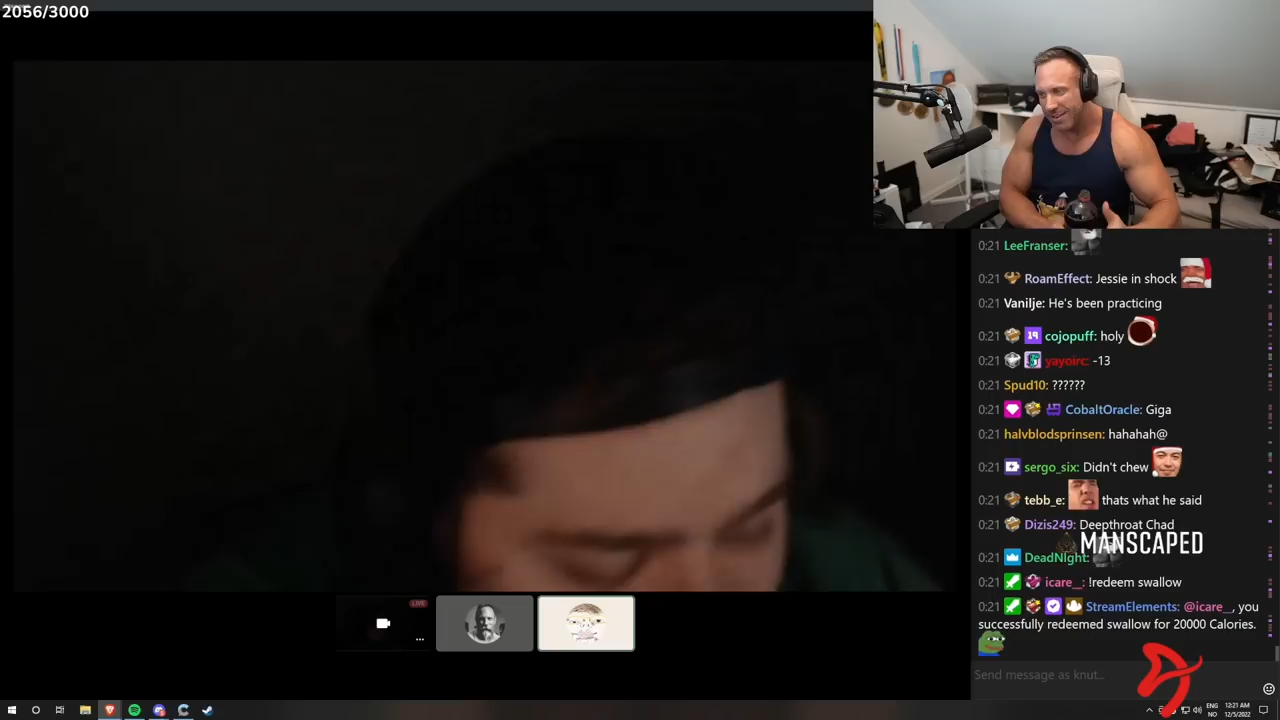 2056/3000
0:21 LeeFranser:
0:21 RoamEffect: Jessie in shock
0:21 Vanilje: He's been practicing
0:21 19 cojopuff: holy
0:21 yayoirc: -13
0:21 Spud10: ??????
0:21 CobaltOracle: Giga
0:21 halvblodsprinsen: hahahah@
0:21 sergo_six: Didn't chew
0:21 tebb_e: thats what he said
0:21 Dizis249: Deepthroat Chad
MANSCAPED
0:21 DeadNight:
0:21 icare__: !redeem swallow
0:21 StreamElements: @icare__, you
successfully redeemed swallow for 20000 Calories.
LIVE
...
Send message as knut...
ENG
NO
12:21 AM
12/5/2022